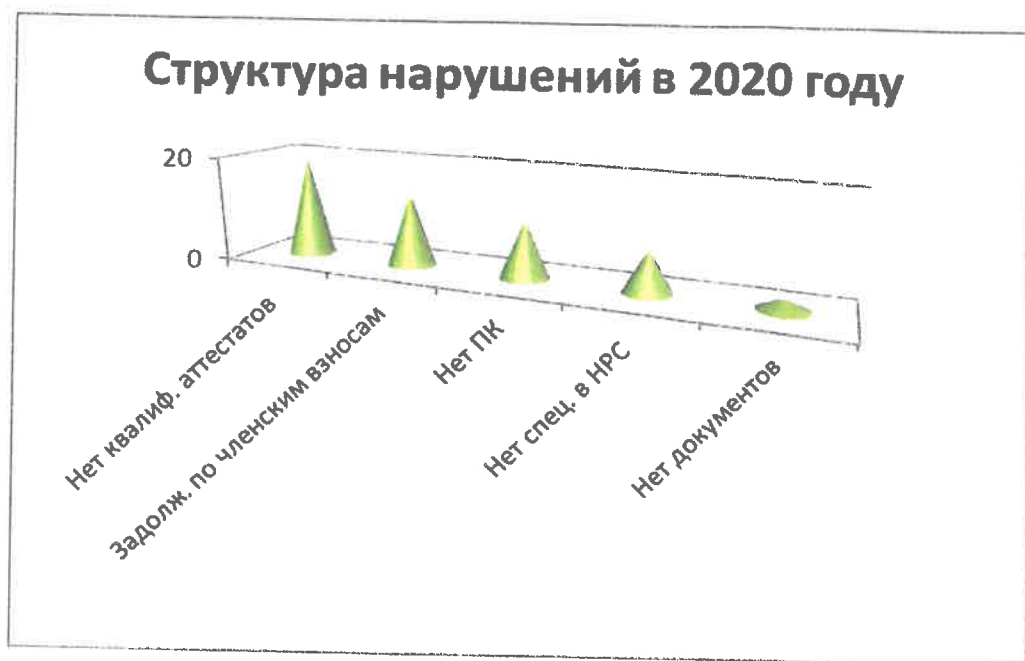 Структура нарушений в 2020 году
20
0
Нет квалиф. аттестатов
Задолж. по членским взносам
Нет ПК
Нет спец. в НРС
Нет документов